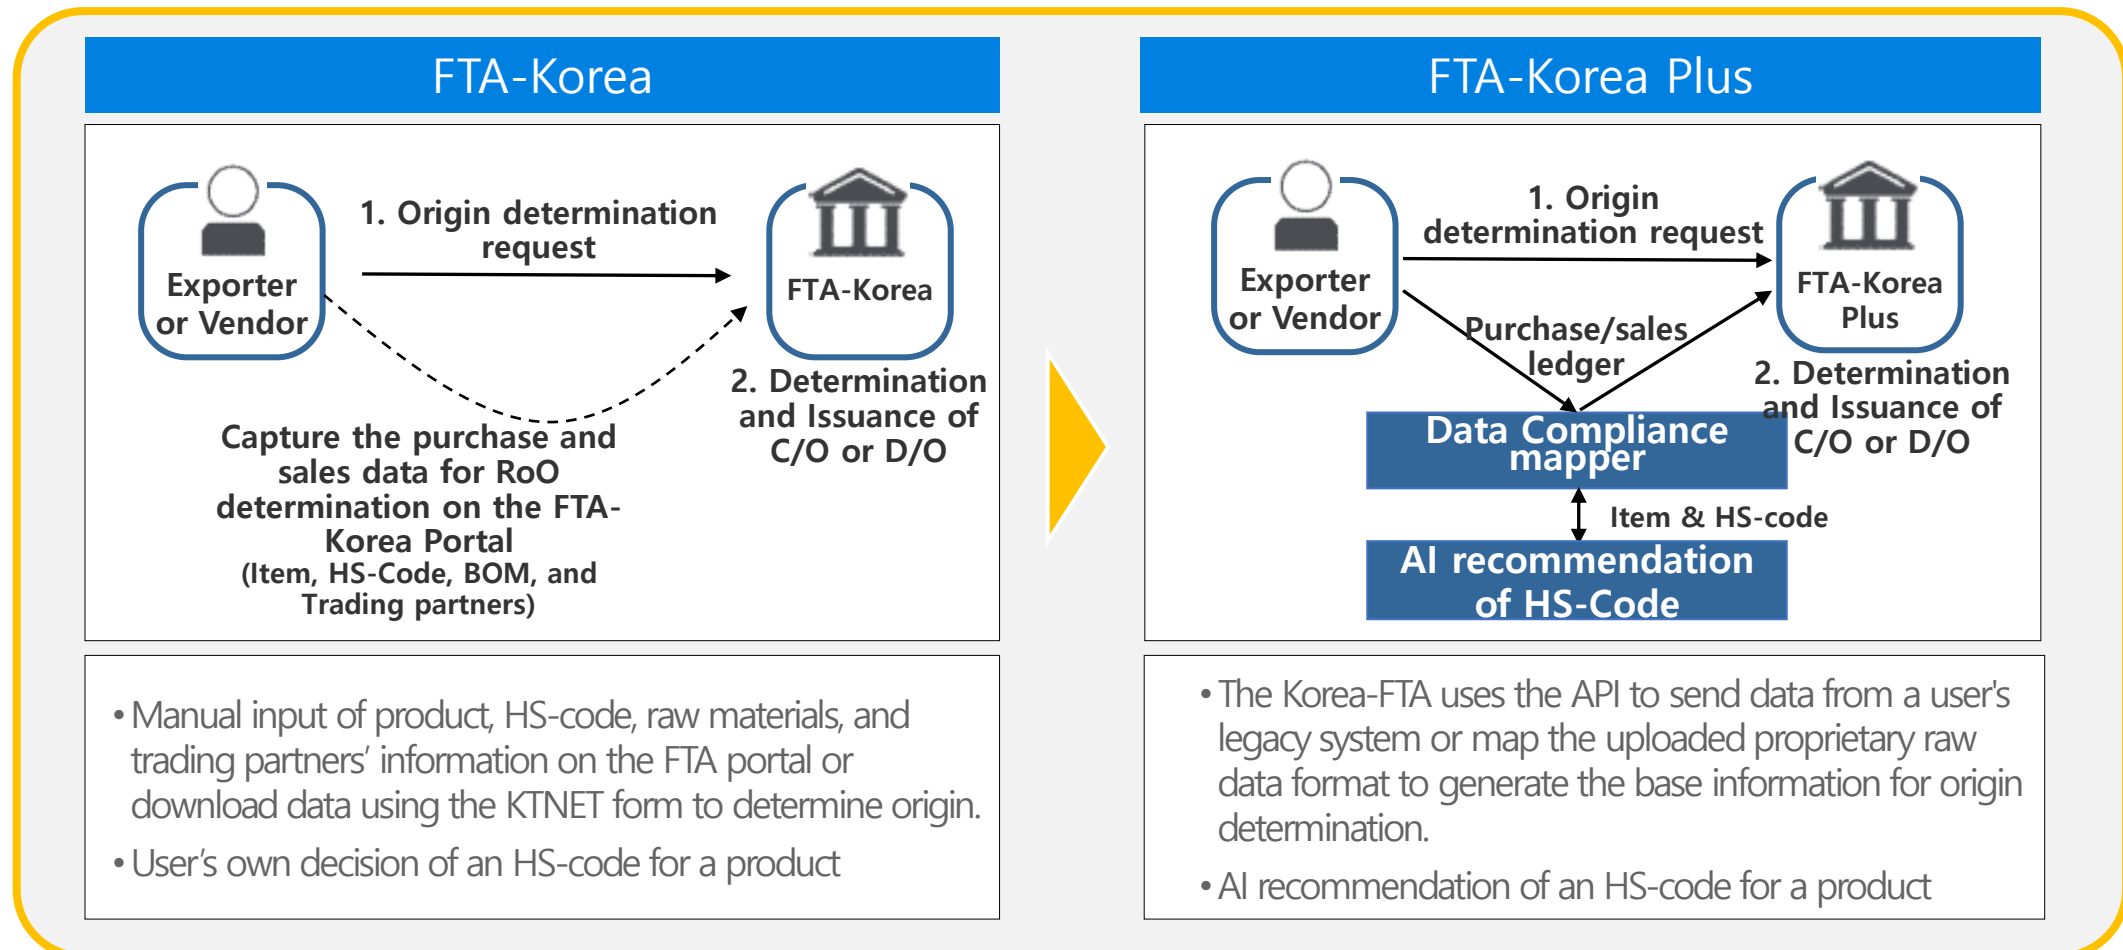 FTA-Korea
1. Origin determination
request
Exporter
or Vendor
FTA-Korea
2. Determination
and Issuance of
C/O or D/O
Capture the purchase and
sales data for RoO
determination on the FTA-
Korea Portal
(Item, HS-Code, BOM, and
Trading partners)
• Manual input of product, HS-code, raw materials, and
trading partners’ information on the FTA portal or
download data using the KTNET form to determine origin.
• User’s own decision of an HS-code for a product
FTA-Korea Plus
1. Origin
determination request
Exporter
or Vendor
FTA-Korea
Plus
Purchase/sales
ledger
2. Determination
and Issuance of
C/O or D/O
Data Compliance
mapper
Item & HS-code
AI recommendation
of HS-Code
• The Korea-FTA uses the API to send data from a user's
legacy system or map the uploaded proprietary raw
data format to generate the base information for origin
determination.
• AI recommendation of an HS-code for a product